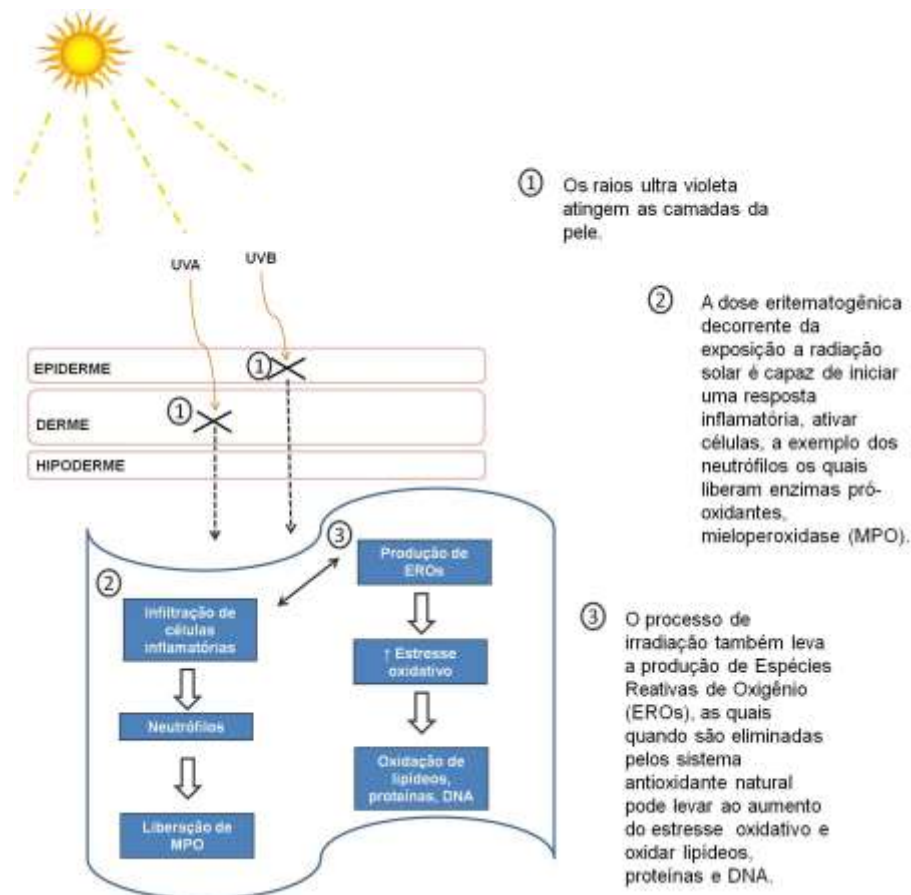 ① Os raios ultra violeta
atingem as camadas da
pele.
UVA
UVB
② A dose eritematogênica
decorrente da
exposição a radiação
solar é capaz de iniciar
uma resposta
inflamatória, ativar
células, a exemplo dos
neutrófilos os quais
liberam enzimas pró-
oxidantes,
mieloperoxidase (MPO).
EPIDERME
①
DERME
①
HIPODERME
③
Produção de
EROs
②
Infiltração de
células
inflamatórias
↑ Estresse
oxidativo
Neutrófilos
Oxidação de
lipídeos,
proteínas, DNA
Liberação de
MPO
③ O processo de
irradiação também leva
a produção de Espécies
Reativas de Oxigênio
(EROs), as quais
quando são eliminadas
pelos sistema
antioxidante natural
pode levar ao aumento
do estresse oxidativo e
oxidar lipídeos,
proteínas e DNA.